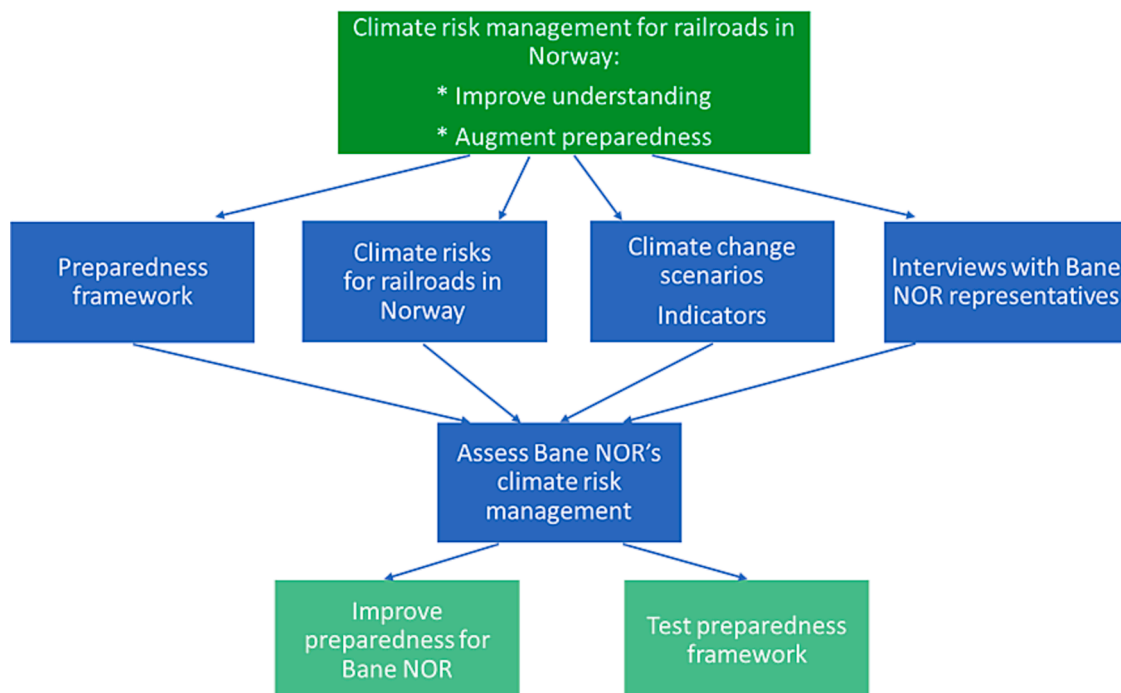 Climate risk management for railroads in
Norway:
* Improve understanding
* Augment preparedness
Preparedness
framework
Climate risks
for railroads in
Norway
Climate change
scenarios
Indicators
Interviews with Bane
NOR representatives
Assess Bane NOR's
climate risk
management
Improve
preparedness for
Bane NOR
Test preparedness
framework